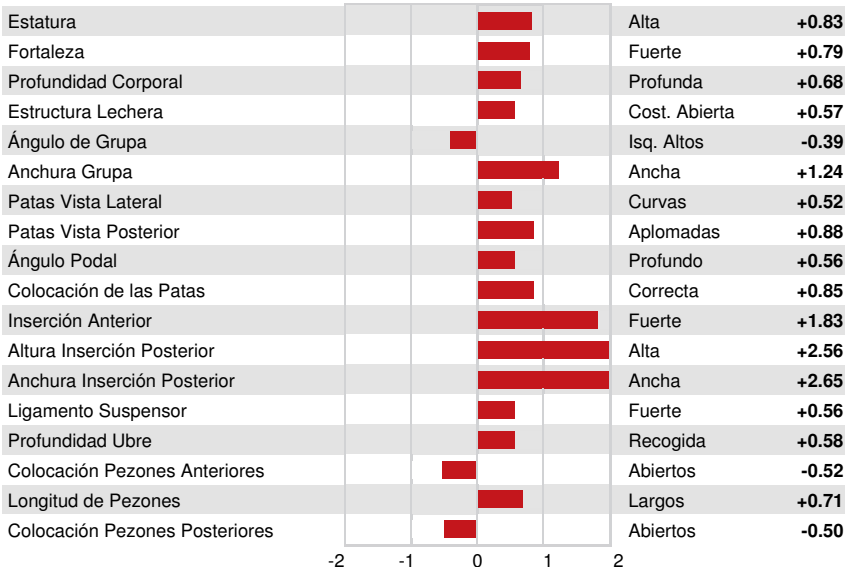 Estatura Alta +0.83
Fortaleza Fuerte +0.79
Profundidad Corporal Profunda +0.68
Estructura Lechera Cost. Abierta +0.57
Ángulo de Grupa Isq. Altos -0.39
Anchura Grupa Ancha +1.24
Patas Vista Lateral Curvas +0.52
Patas Vista Posterior Aplomadas +0.88
Ángulo Podal Profundo +0.56
Colocación de las Patas Correcta +0.85
Inserción Anterior Fuerte +1.83
Altura Inserción Posterior Alta +2.56
Anchura Inserción Posterior Ancha +2.65
Ligamento Suspensor Fuerte +0.56
Profundidad Ubre Recogida +0.58
Colocación Pezones Anteriores Abiertos -0.52
Longitud de Pezones Largos +0.71
Colocación Pezones Posteriores Abiertos -0.50
-2 -1 0 1 2